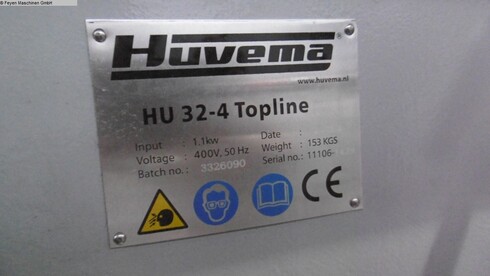 © Feyen Maschinen GmbH
Huvema
www.huvema.nl
HU 32-4 Topline
Input : 1.1kw Date :
Voltage : 400V, 50 Hz Weight : 153 KGS
Batch no.: 3326090 Serial no.: 11106-
CE